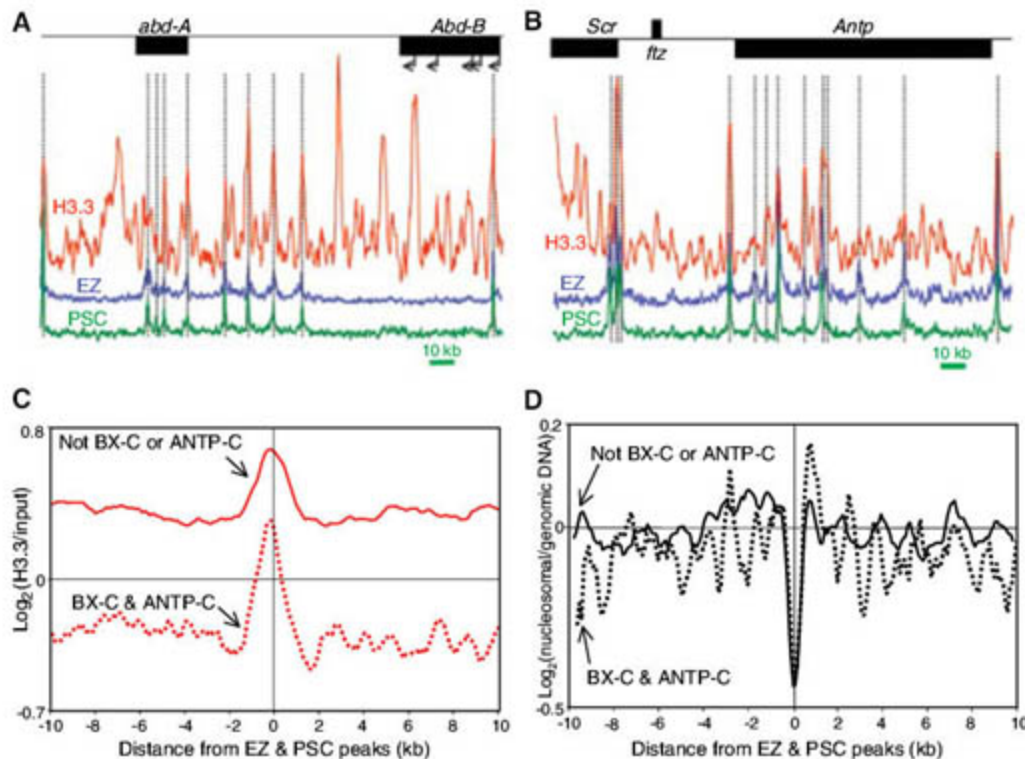 A
abd-A
Abd-B
H3.3
EZ
PSC
10 kb
B
Scr
ftz
Antp
H3.3
EZ
PSC
10 kb
C
0.8
Not BX-C or ANTP-C
Log2(H3.3/input)
0
BX-C & ANTP-C
-0.7
-10 -8 -6 -4 -2 0 2 4 6 8 10
Distance from EZ & PSC peaks (kb)
D
0.2
Not BX-C or ANTP-C
Log2(nucleosomal/genomic DNA)
0
BX-C & ANTP-C
-0.5
-10 -8 -6 -4 -2 0 2 4 6 8 10
Distance from EZ & PSC peaks (kb)